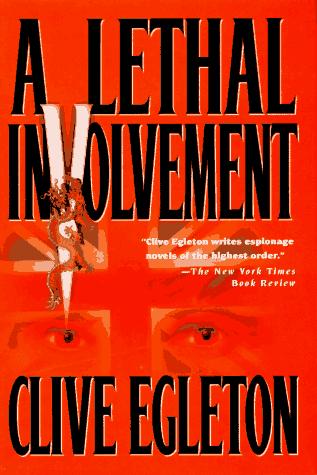 A LETHAL
INVOLVEMENT
"Clive Egleton writes espionage
novels of the highest order."
—The New York Times
Book Review
CLIVE EGLETON